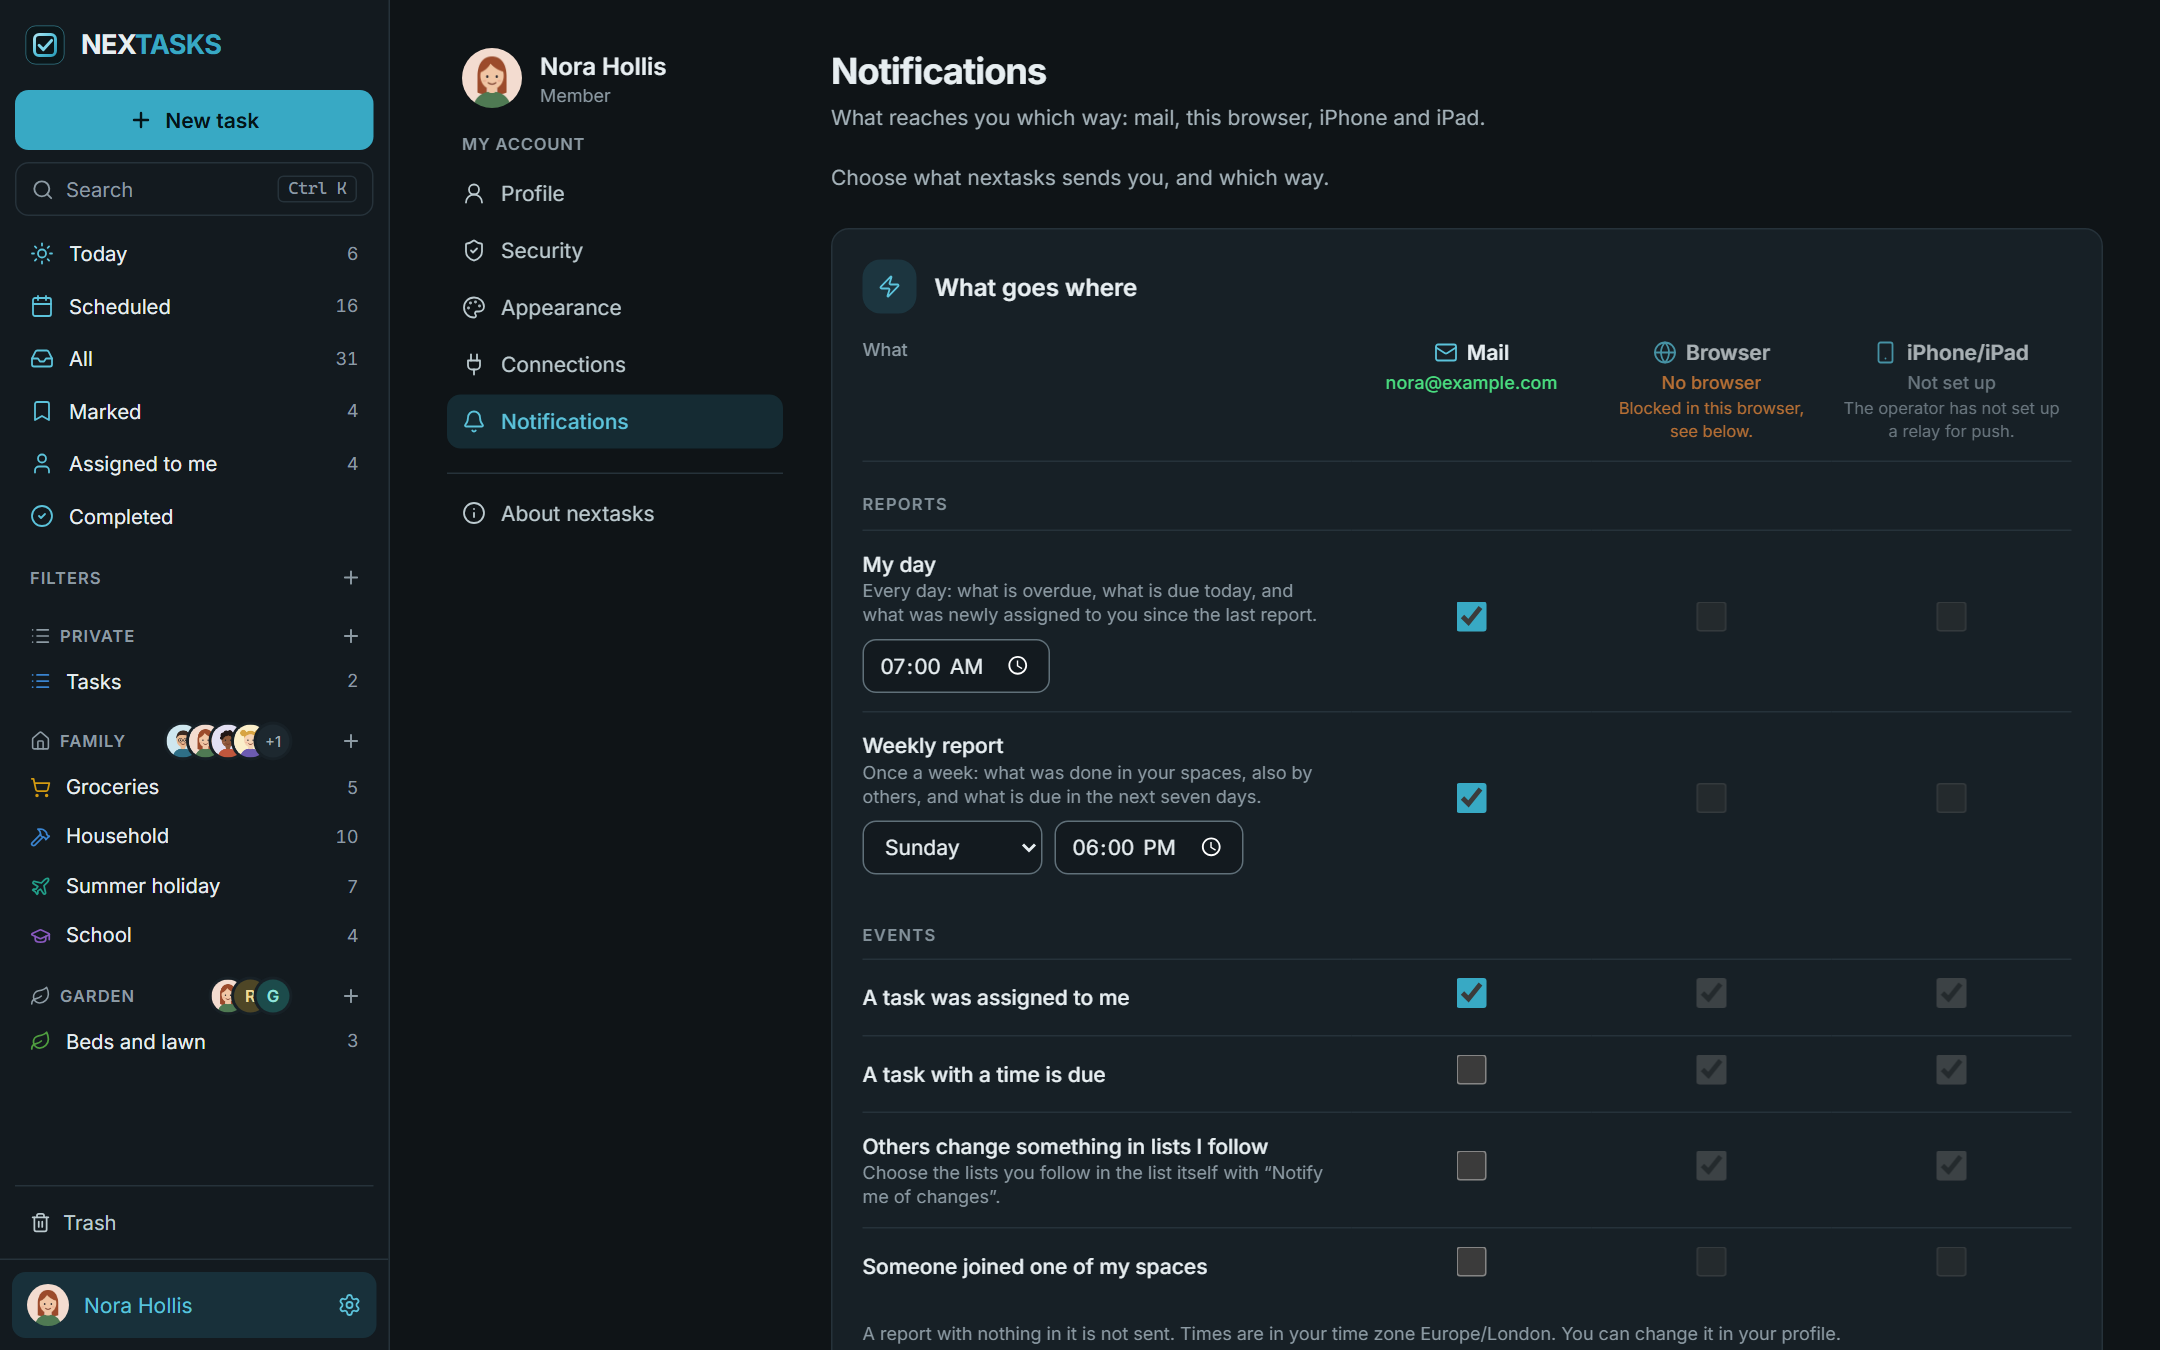 NEXTASKS
New task
Search
Ctrl K
Today 6
Scheduled 16
All 31
Marked 4
Assigned to me 4
Completed
FILTERS
PRIVATE
Tasks 2
FAMILY +1
Groceries 5
Household 10
Summer holiday 7
School 4
GARDEN R G
Beds and lawn 3
Trash
Nora Hollis
Nora Hollis
Member
MY ACCOUNT
Profile
Security
Appearance
Connections
Notifications
About nextasks
Notifications
What reaches you which way: mail, this browser, iPhone and iPad.
Choose what nextasks sends you, and which way.
What goes where
What
Mail
nora@example.com
Browser
No browser
Blocked in this browser,
see below.
iPhone/iPad
Not set up
The operator has not set up
a relay for push.
REPORTS
My day
Every day: what is overdue, what is due today, and
what was newly assigned to you since the last report.
07:00 AM
Weekly report
Once a week: what was done in your spaces, also by
others, and what is due in the next seven days.
Sunday
06:00 PM
EVENTS
A task was assigned to me
A task with a time is due
Others change something in lists I follow
Choose the lists you follow in the list itself with “Notify
me of changes”.
Someone joined one of my spaces
A report with nothing in it is not sent. Times are in your time zone Europe/London. You can change it in your profile.